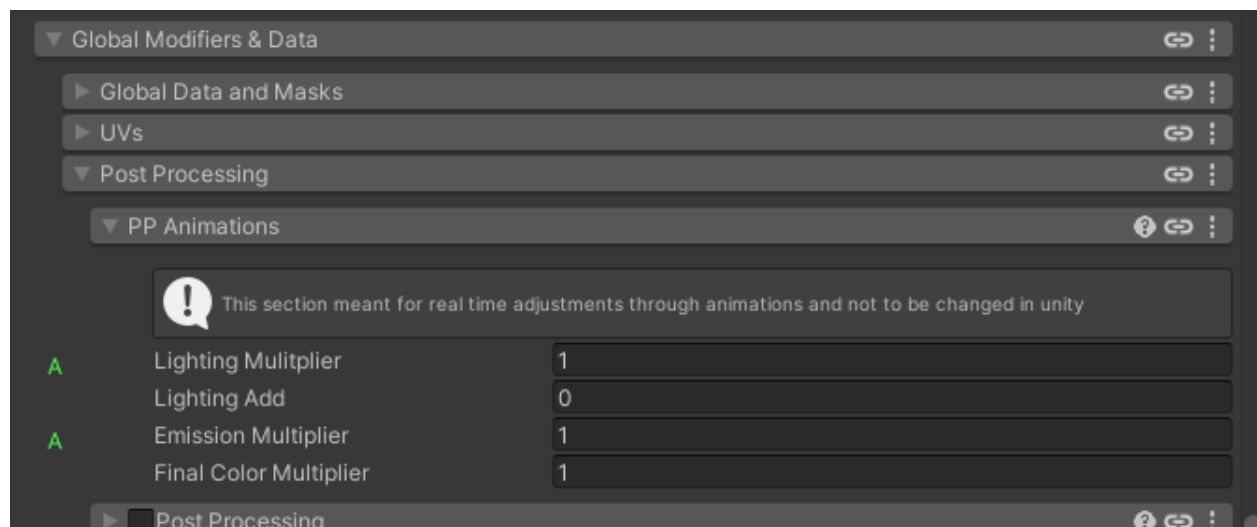 Global Modifiers & Data
Global Data and Masks
UVs
Post Processing
PP Animations
This section meant for real time adjustments through animations and not to be changed in unity
A Lighting Mulitplier 1
Lighting Add 0
A Emission Multiplier 1
Final Color Multiplier 1
Post Processing